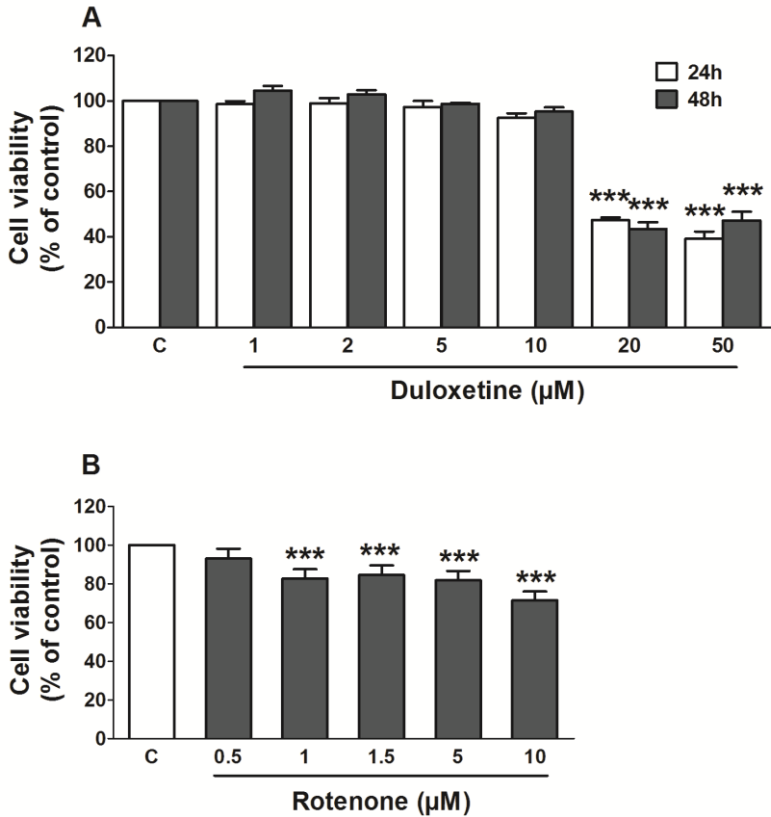 A
120
100
80
60
40
20
0
Cell viability
(% of control)
24h
48h
*** *** *** ***
C 1 2 5 10 20 50
Duloxetine (µM)
B
120
100
80
60
40
20
0
Cell viability
(% of control)
*** *** *** ***
C 0.5 1 1.5 5 10
Rotenone (µM)